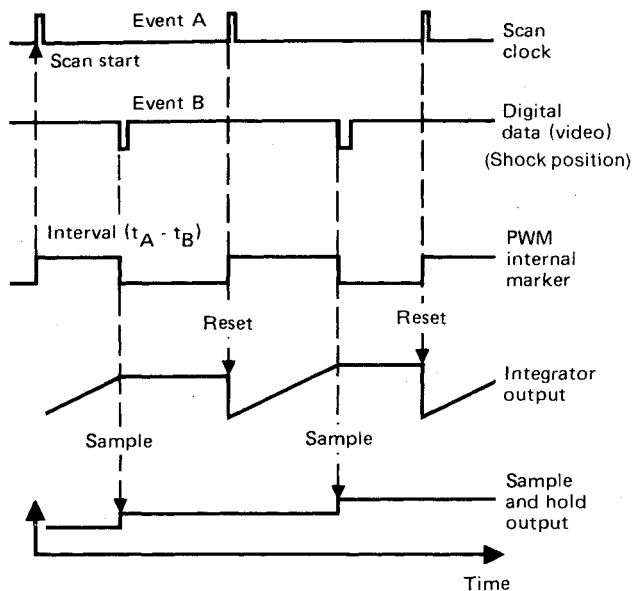 Event A
Scan
clock
Scan start
Event B
Digital
data (video)
(Shock position)
Interval (tA - tB)
PWM
internal
marker
Reset
Reset
Integrator
output
Sample
Sample
Sample
and hold
output
Time